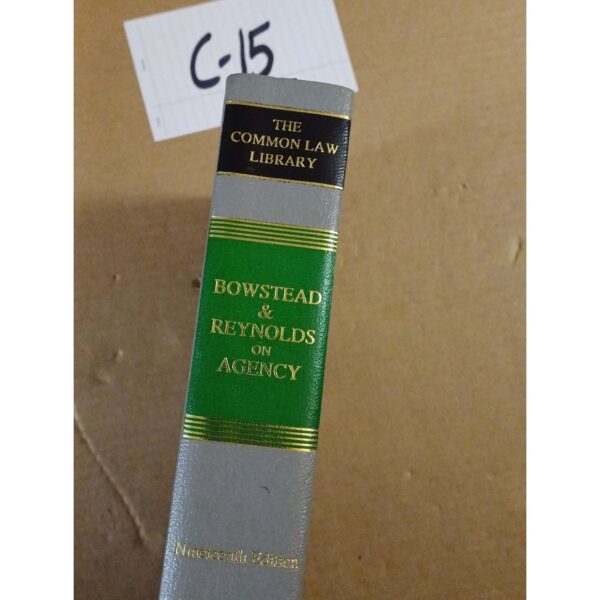 C-15
THE
COMMON LAW
LIBRARY
BOWSTEAD
&
REYNOLDS
ON
AGENCY
Nineteenth Edition